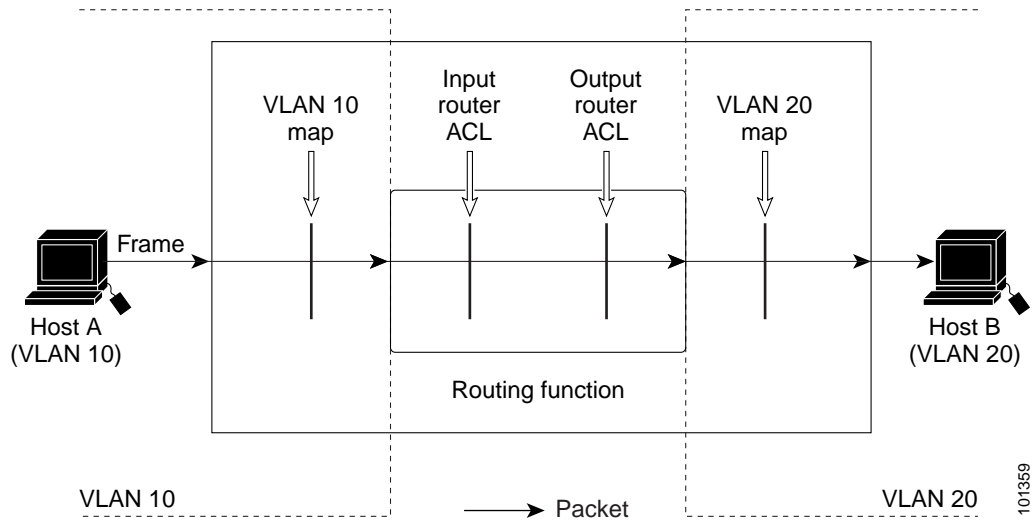 VLAN 10
map
Input
router
ACL
Output
router
ACL
VLAN 20
map
Frame
Host A
(VLAN 10)
Host B
(VLAN 20)
Routing function
VLAN 10
Packet
VLAN 20
101359